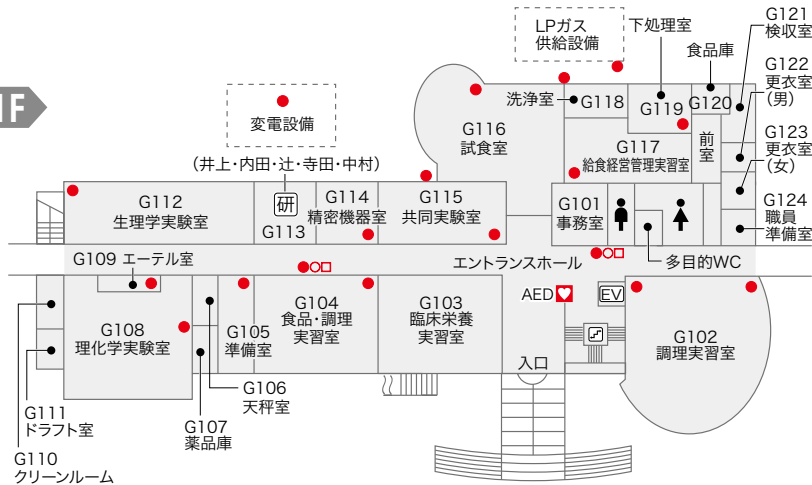 1F
LPガス
供給設備
下処理室
食品庫
G121
検収室
G122
更衣室
(男)
G123
更衣室
(女)
G124
職員
準備室
変電設備
洗浄室
G118
G119
G120
G116
試食室
G117
給食経営管理実習室
前
室
(井上・内田・辻・寺田・中村)
研
G113
G112
生理学実験室
G114
精密機器室
G115
共同実験室
G101
事務室
G109 エーテル室
エントランスホール
多目的WC
AED
EV
G108
理化学実験室
G105
準備室
G104
食品・調理
実習室
G103
臨床栄養
実習室
G102
調理実習室
入口
G106
天秤室
G107
薬品庫
G111
ドラフト室
G110
クリーンルーム